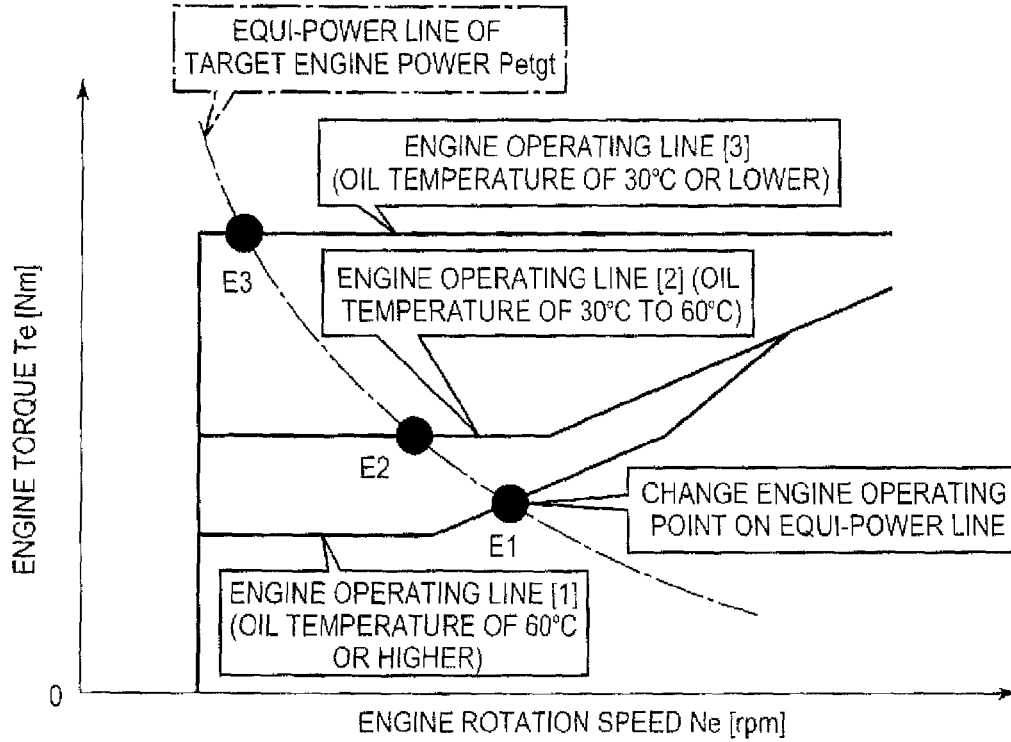 EQUI-POWER LINE OF
TARGET ENGINE POWER Petgt
ENGINE OPERATING LINE [3]
(OIL TEMPERATURE OF 30°C OR LOWER)
E3
ENGINE OPERATING LINE [2] (OIL
TEMPERATURE OF 30°C TO 60°C)
E2
E1
CHANGE ENGINE OPERATING
POINT ON EQUI-POWER LINE
ENGINE OPERATING LINE [1]
(OIL TEMPERATURE OF 60°C
OR HIGHER)
ENGINE TORQUE Te [Nm]
0
ENGINE ROTATION SPEED Ne [rpm]